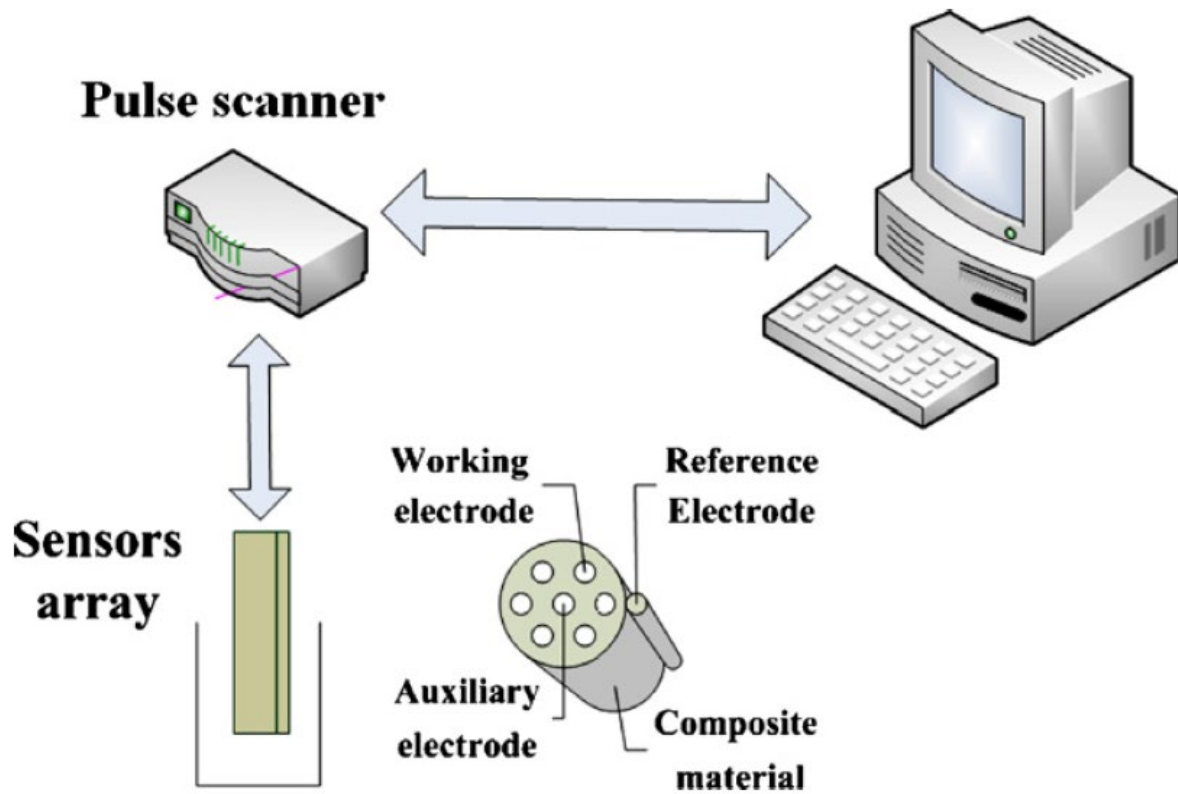 Pulse scanner
Working
electrode
Reference
Electrode
Sensors
array
Auxiliary
electrode
Composite
material